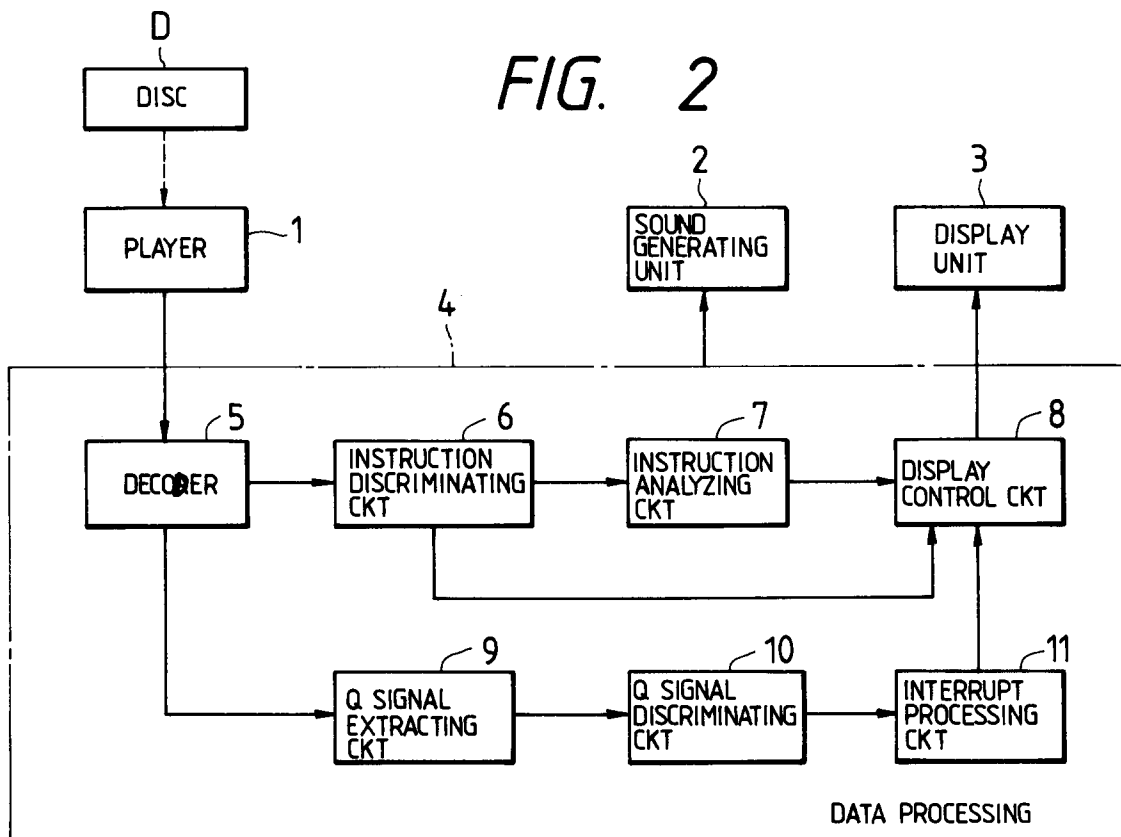 D
FIG. 2
DISC
2
3
1
PLAYER
SOUND
GENERATING
UNIT
DISPLAY
UNIT
4
5
6
7
8
DECODER
INSTRUCTION
DISCRIMINATING
CKT
INSTRUCTION
ANALYZING
CKT
DISPLAY
CONTROL CKT
9
10
11
Q SIGNAL
EXTRACTING
CKT
Q SIGNAL
DISCRIMINATING
CKT
INTERRUPT
PROCESSING
CKT
DATA PROCESSING